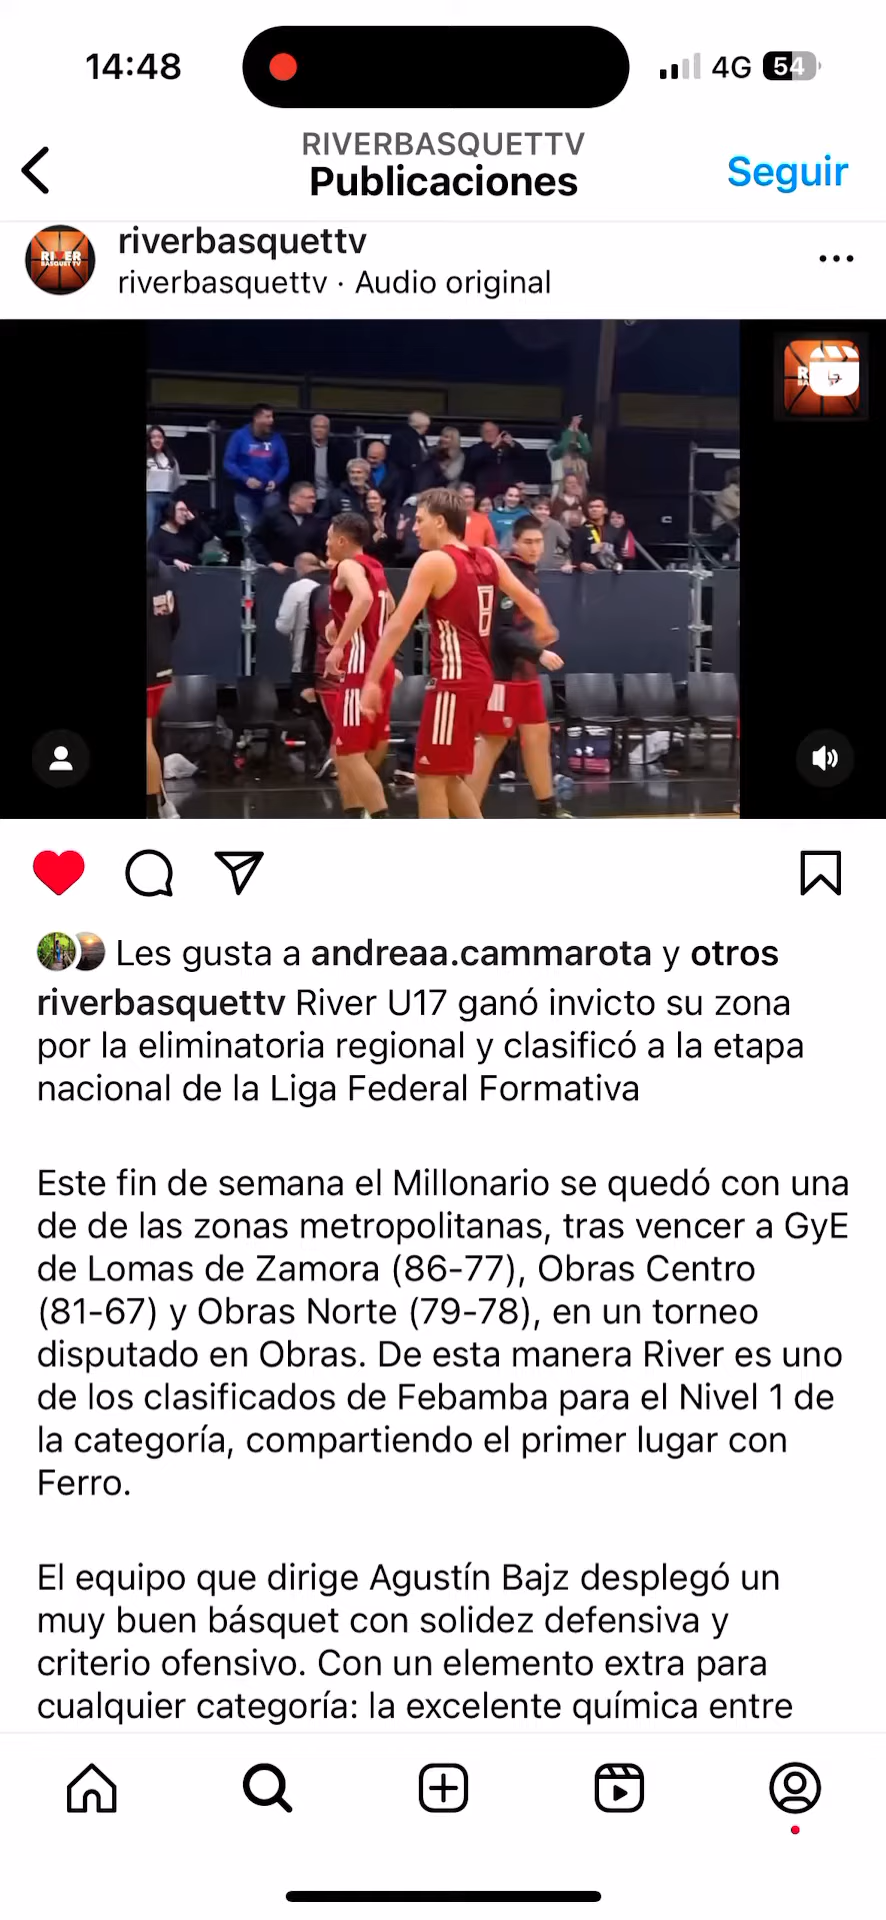 14:48
4G
54
RIVERBASQUETTV
Publicaciones
Seguir
RIVER
BASQUET TV
riverbasquettv
riverbasquettv · Audio original
8
Les gusta a andreaa.cammarota y otros
riverbasquettv River U17 ganó invicto su zona
por la eliminatoria regional y clasificó a la etapa
nacional de la Liga Federal Formativa
Este fin de semana el Millonario se quedó con una
de de las zonas metropolitanas, tras vencer a GyE
de Lomas de Zamora (86-77), Obras Centro
(81-67) y Obras Norte (79-78), en un torneo
disputado en Obras. De esta manera River es uno
de los clasificados de Febamba para el Nivel 1 de
la categoría, compartiendo el primer lugar con
Ferro.
El equipo que dirige Agustín Bajz desplegó un
muy buen básquet con solidez defensiva y
criterio ofensivo. Con un elemento extra para
cualquier categoría: la excelente química entre